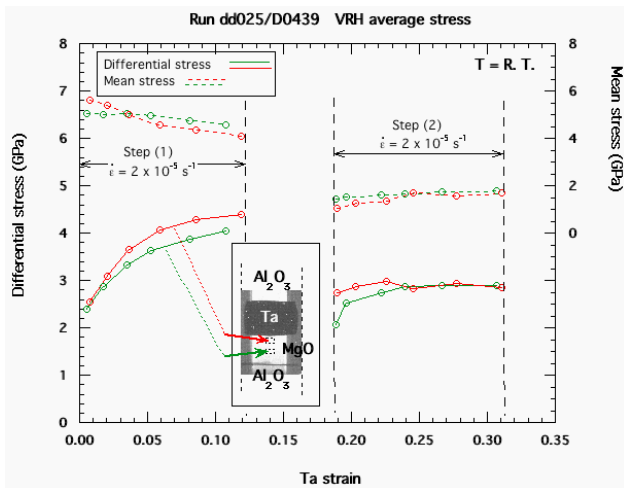 Run dd025/D0439 VRH average stress
Differential stress
Mean stress
T = R. T.
Step (1)
ε̇ = 2 x 10⁻⁵ s⁻¹
Step (2)
ε̇ = 2 x 10⁻⁵ s⁻¹
Al₂O₃
Ta
MgO
Al₂O₃
Differential stress (GPa)
8
7
6
5
4
3
2
1
0
Mean stress (GPa)
8
6
4
2
0
0.00 0.05 0.10 0.15 0.20 0.25 0.30 0.35
Ta strain